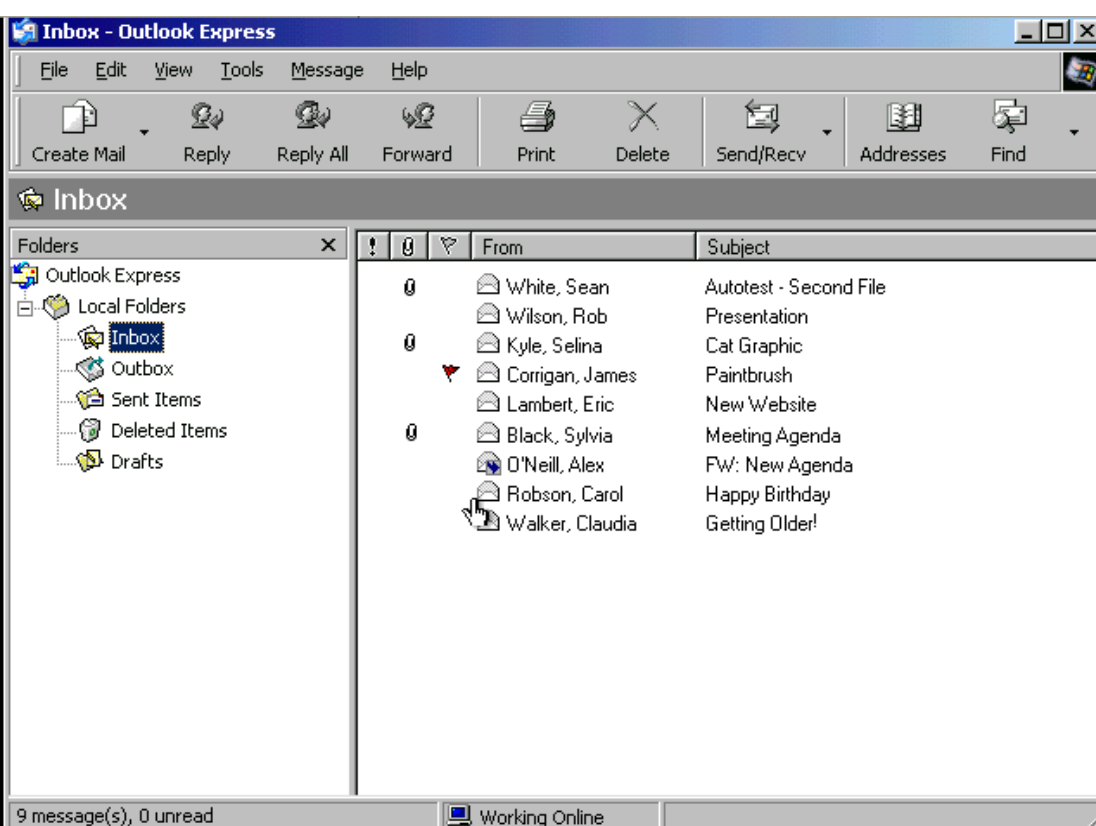 Inbox - Outlook Express
File Edit View Tools Message Help
Create Mail Reply Reply All Forward Print Delete Send/Recv Addresses Find
Inbox
Folders
Outlook Express
Local Folders
Inbox
Outbox
Sent Items
Deleted Items
Drafts
! From Subject
White, Sean Autotest - Second File
Wilson, Rob Presentation
Kyle, Selina Cat Graphic
Corrigan, James Paintbrush
Lambert, Eric New Website
Black, Sylvia Meeting Agenda
O'Neill, Alex FW: New Agenda
Robson, Carol Happy Birthday
Walker, Claudia Getting Older!
9 message(s), 0 unread Working Online